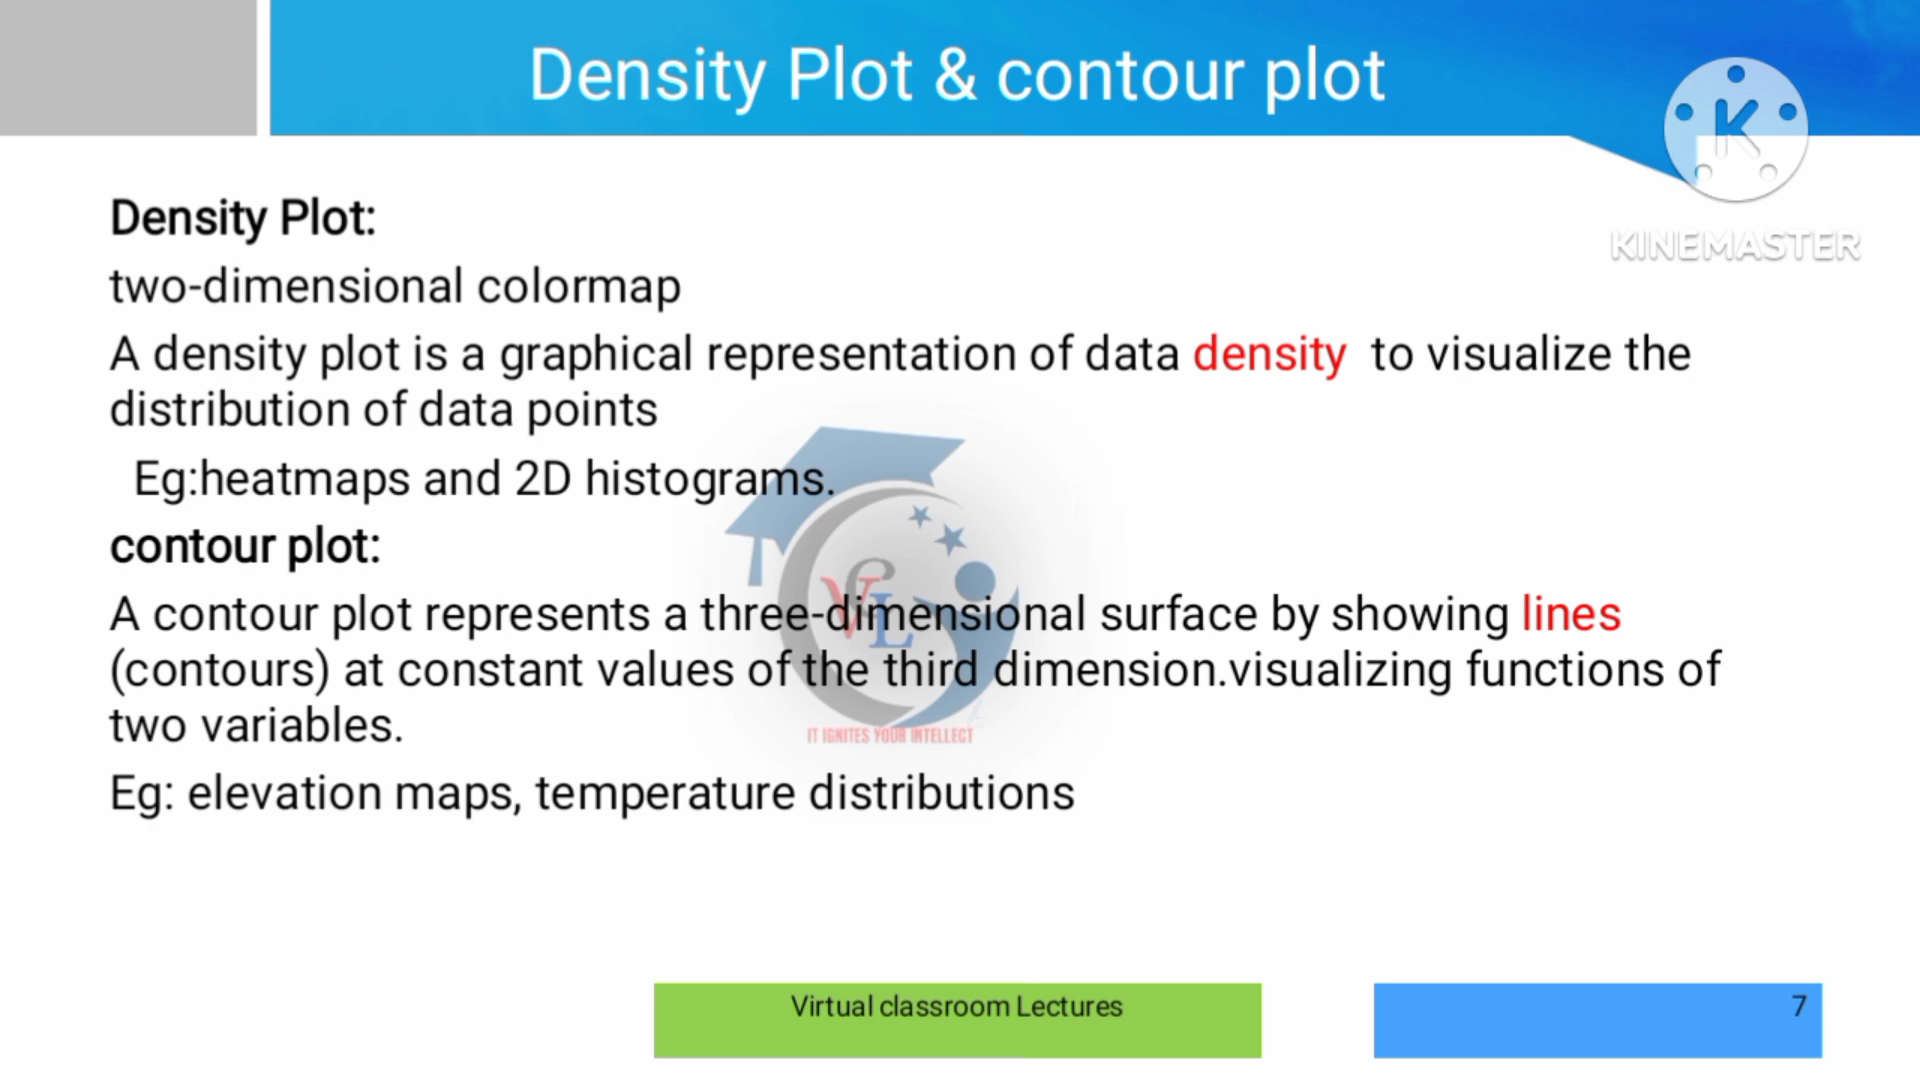 Density Plot & contour plot
K
KINEMASTER
Density Plot:
two-dimensional colormap
A density plot is a graphical representation of data density to visualize the
distribution of data points
Eg:heatmaps and 2D histograms.
contour plot:
A contour plot represents a three-dimensional surface by showing lines
(contours) at constant values of the third dimension.visualizing functions of
two variables.
VCL
IT IGNITES YOUR INTELLECT
Eg: elevation maps, temperature distributions
Virtual classroom Lectures
7